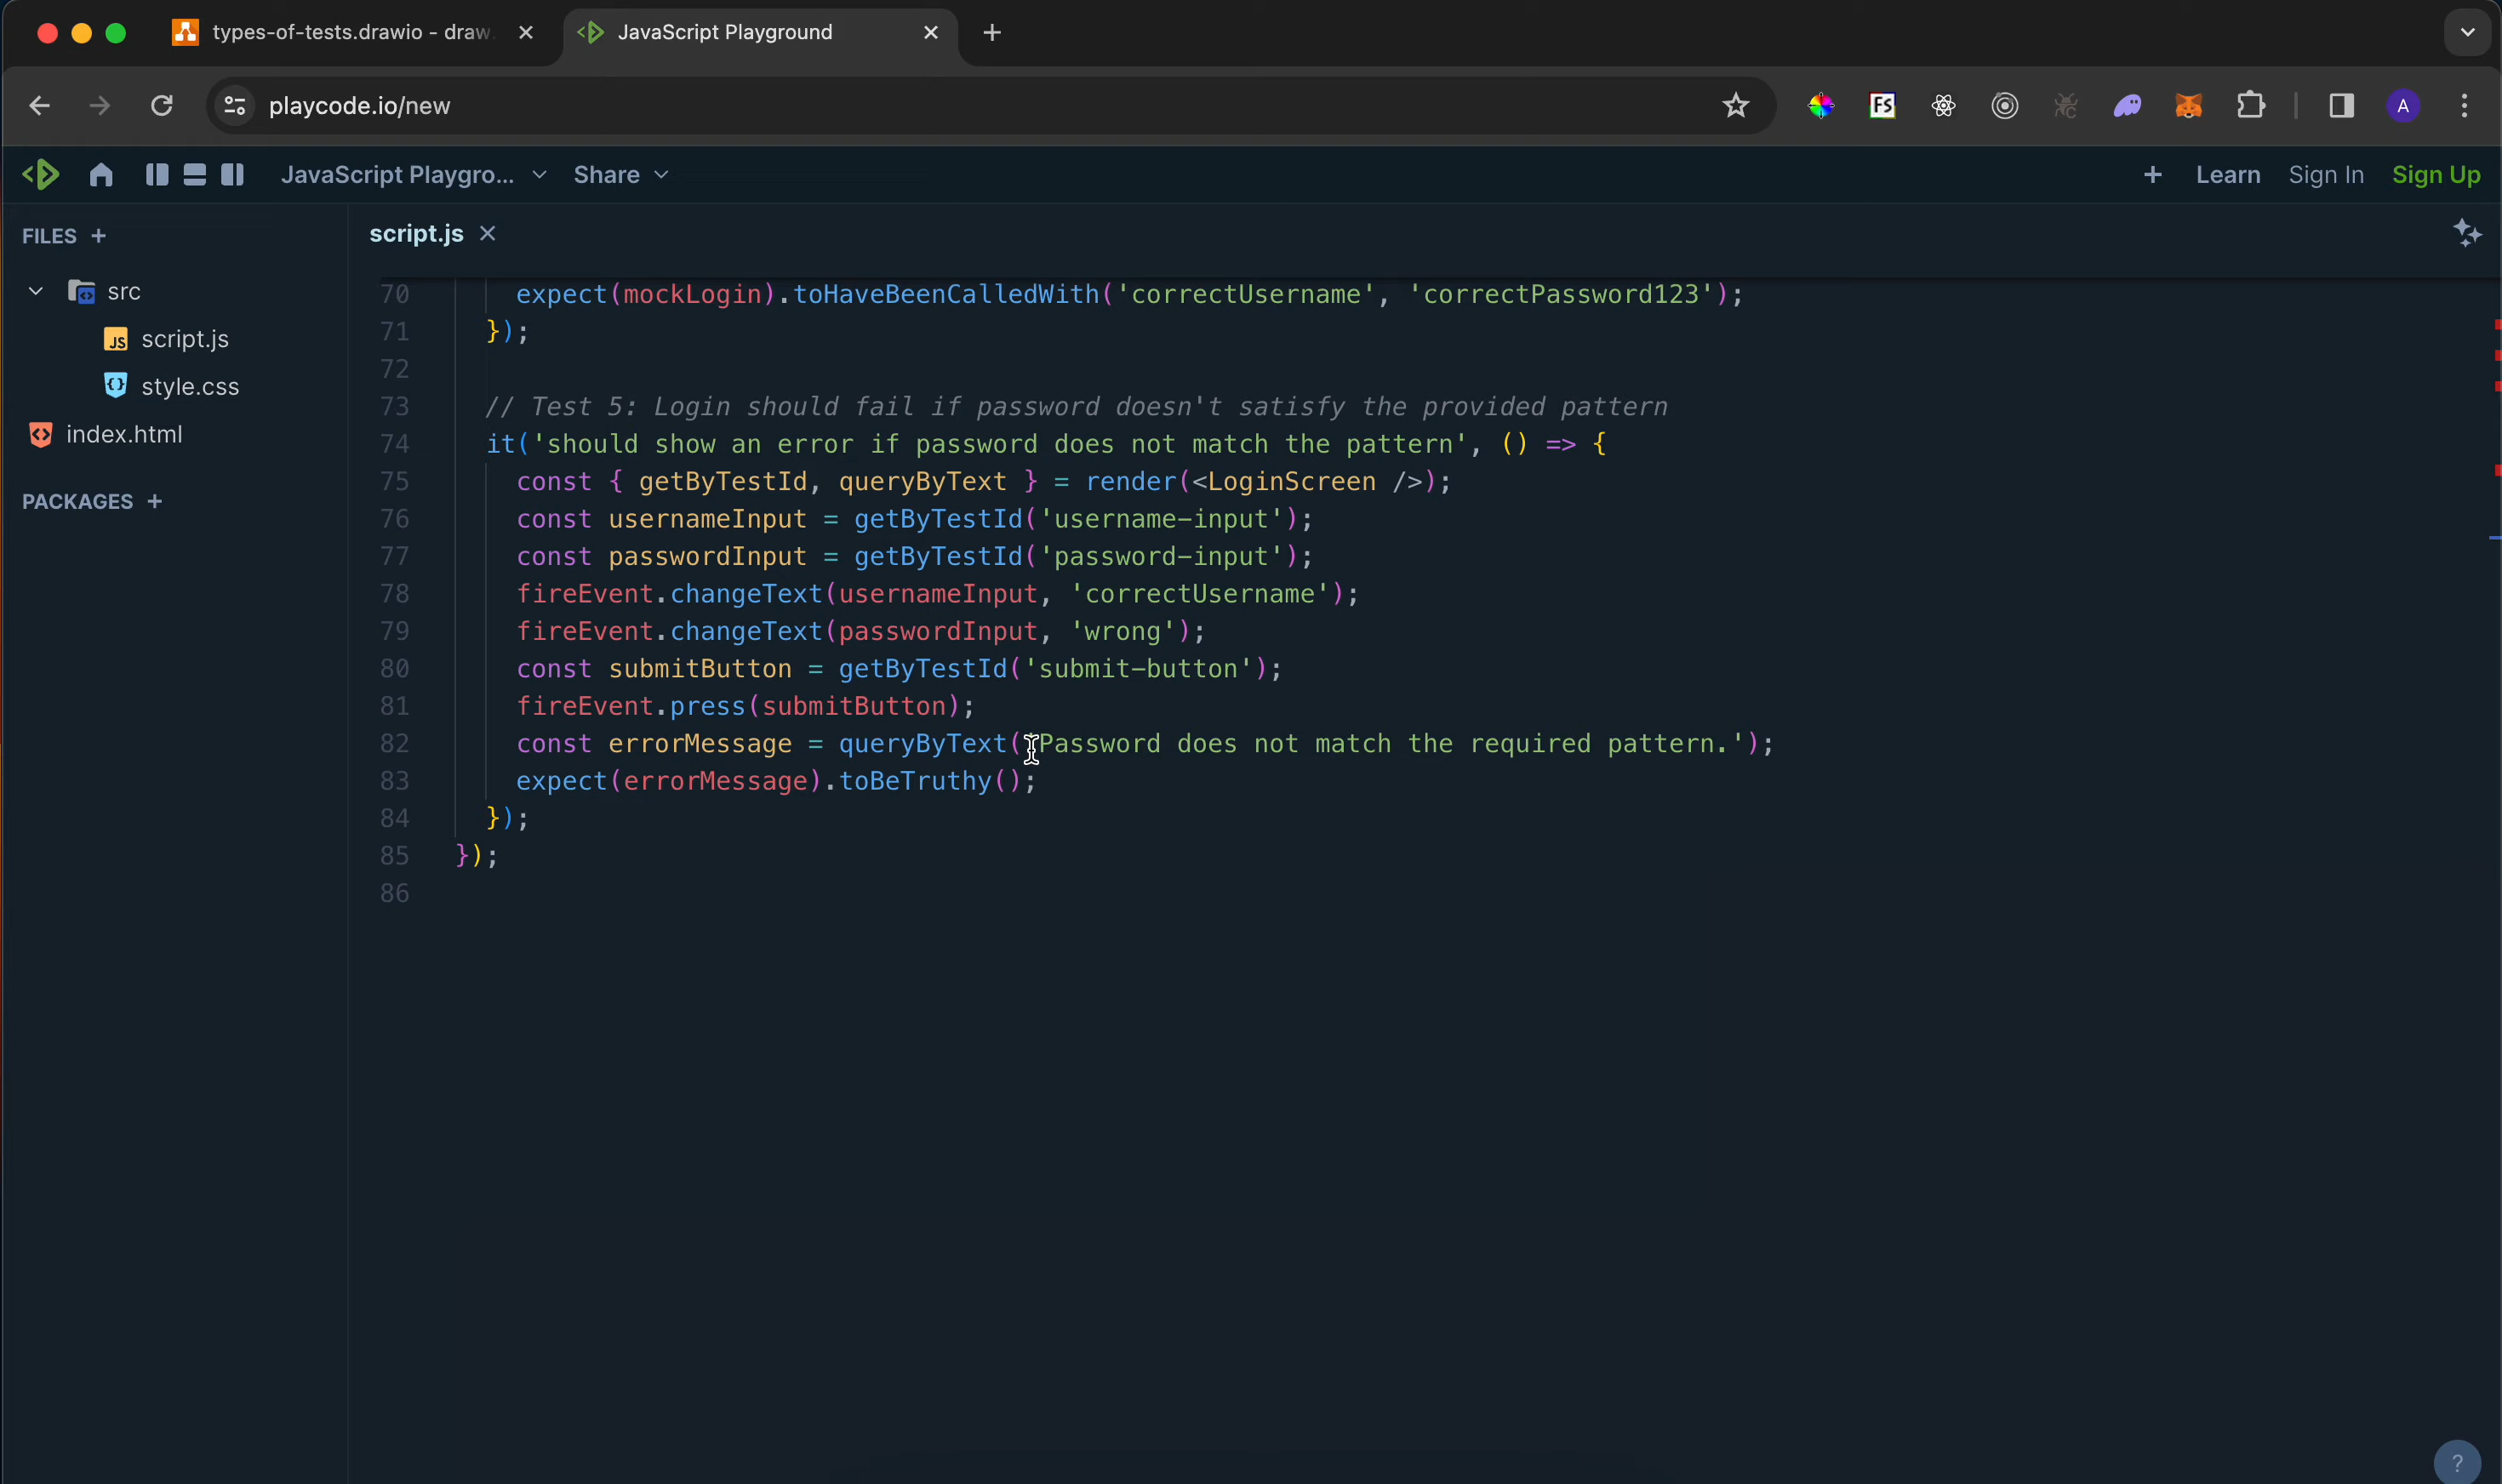 types-of-tests.drawio - draw
JavaScript Playground
playcode.io/new
FS
A
JavaScript Playgro...
Share
Learn
Sign In
Sign Up
FILES
script.js
src
script.js
style.css
index.html
PACKAGES
70 expect(mockLogin).toHaveBeenCalledWith('correctUsername', 'correctPassword123');
71 });
72
73 // Test 5: Login should fail if password doesn't satisfy the provided pattern
74 it('should show an error if password does not match the pattern', () => {
75 const { getByTestId, queryByText } = render(<LoginScreen />);
76 const usernameInput = getByTestId('username-input');
77 const passwordInput = getByTestId('password-input');
78 fireEvent.changeText(usernameInput, 'correctUsername');
79 fireEvent.changeText(passwordInput, 'wrong');
80 const submitButton = getByTestId('submit-button');
81 fireEvent.press(submitButton);
82 const errorMessage = queryByText('Password does not match the required pattern.');
83 expect(errorMessage).toBeTruthy();
84 });
85 });
86
?